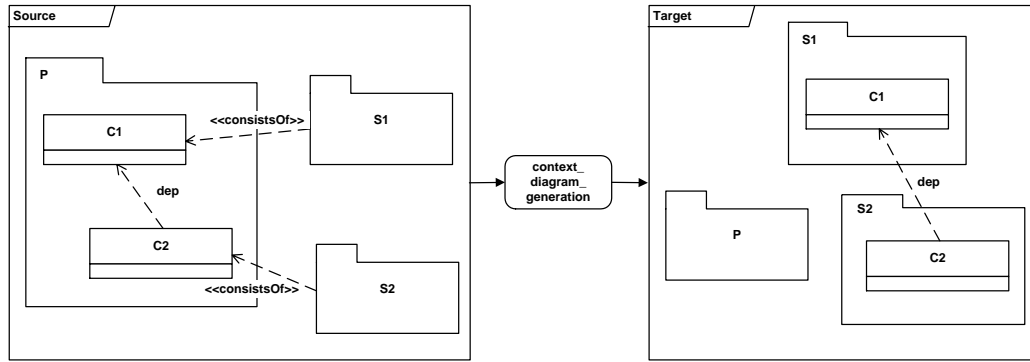 Source
P
C1
<<consistsOf>>
S1
dep
C2
<<consistsOf>>
S2
context_
diagram_
generation
Target
S1
C1
dep
P
S2
C2